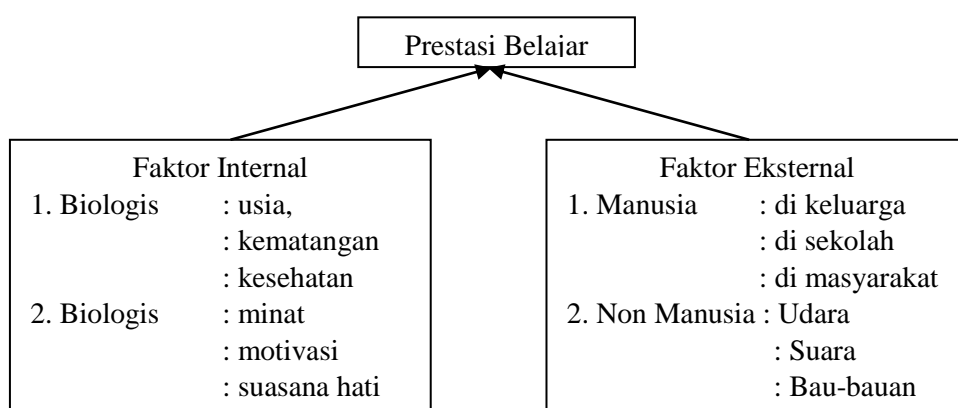 Prestasi Belajar
Faktor Internal
1. Biologis : usia,
: kematangan
: kesehatan
2. Biologis : minat
: motivasi
: suasana hati
Faktor Eksternal
1. Manusia : di keluarga
: di sekolah
: di masyarakat
2. Non Manusia : Udara
: Suara
: Bau-bauan